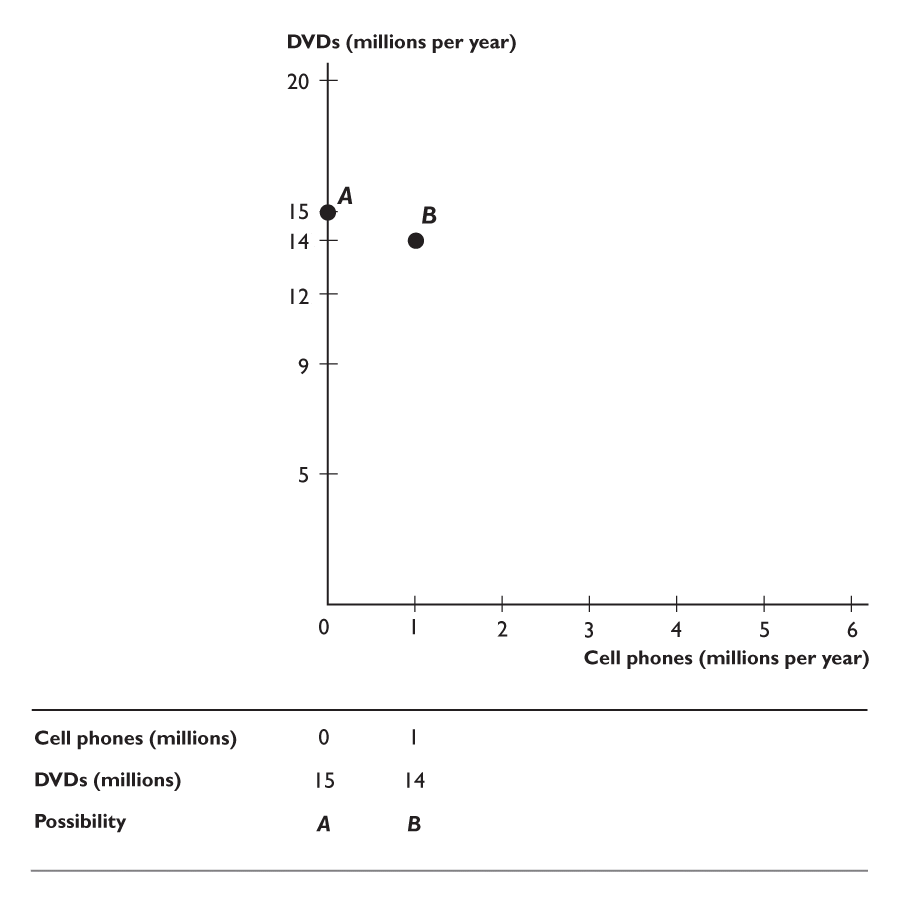 DVDs (millions per year)
20
A
15
B
14
12
9
5
0 1 2 3 4 5 6
Cell phones (millions per year)
Cell phones (millions) 0 1
DVDs (millions) 15 14
Possibility A B